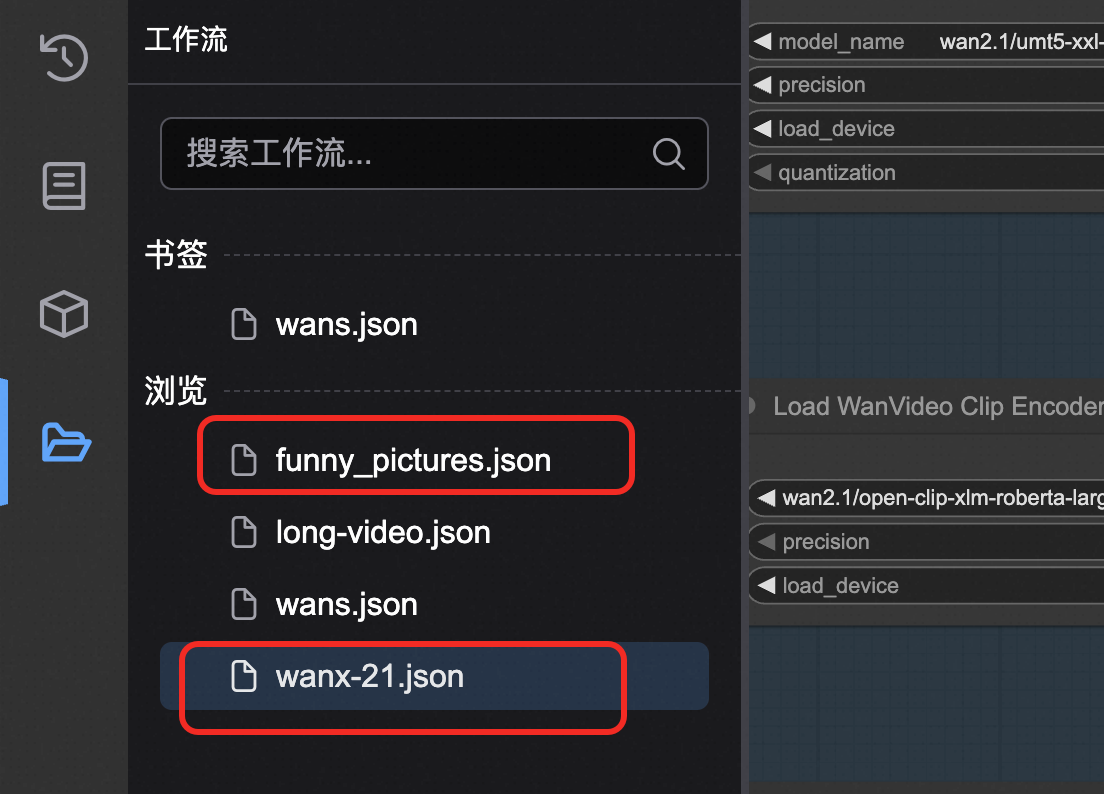 工作流
搜索工作流...
书签
wans.json
浏览
funny_pictures.json
long-video.json
wans.json
wanx-21.json
model_name wan2.1/umt5-xxl-
precision
load_device
quantization
Load WanVideo Clip Encoder
wan2.1/open-clip-xlm-roberta-larg
precision
load_device